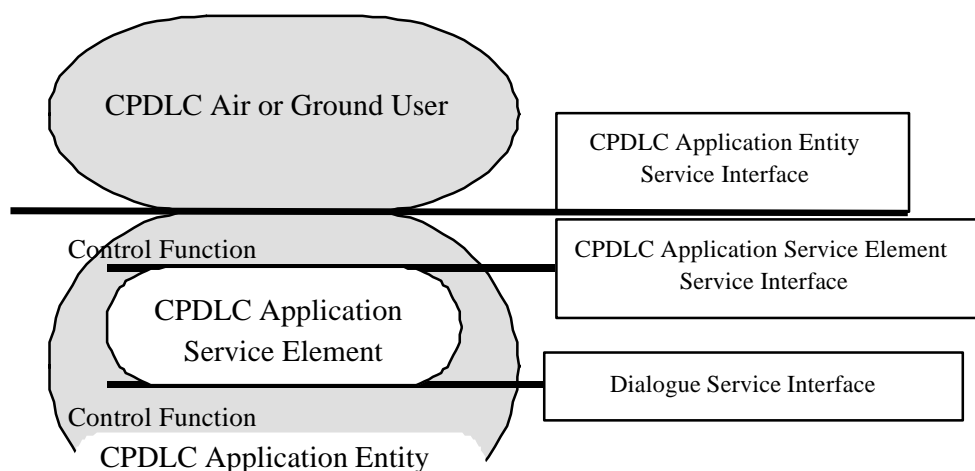 CPDLC Air or Ground User
CPDLC Application Entity
Service Interface
Control Function
CPDLC Application Service Element
Service Interface
CPDLC Application
Service Element
Dialogue Service Interface
Control Function
CPDLC Application Entity